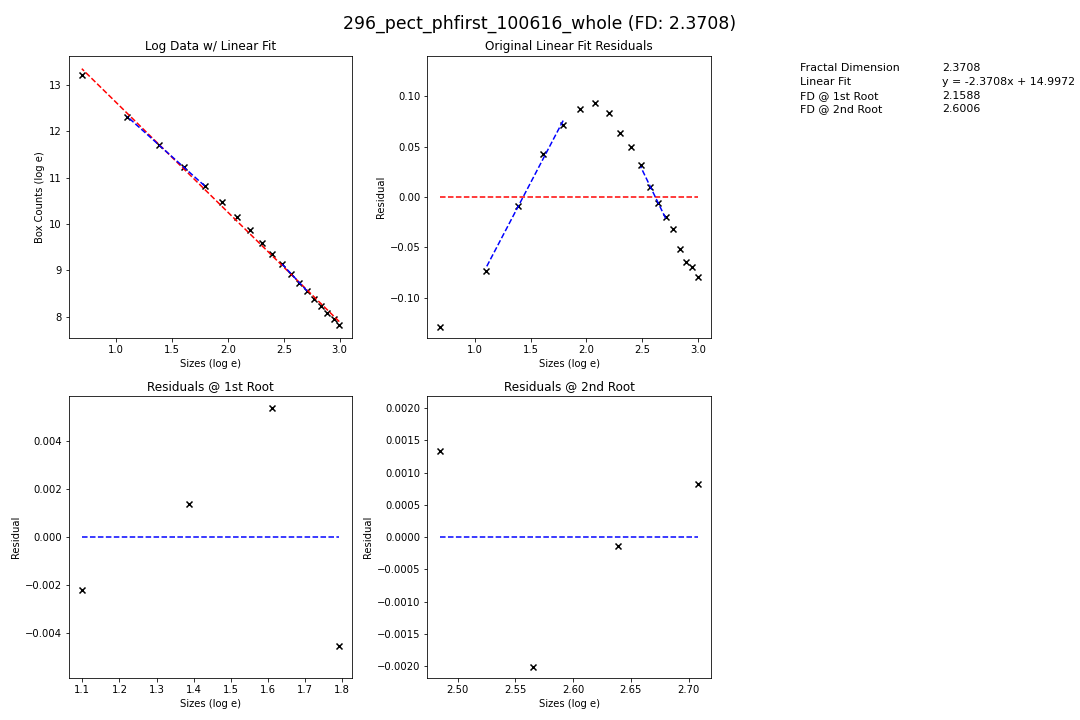 296_pect_phfirst_100616_whole (FD: 2.3708)
Log Data w/ Linear Fit
Box Counts (log e)
13
12
11
10
9
8
1.0 1.5 2.0 2.5 3.0
Sizes (log e)
Original Linear Fit Residuals
Residual
0.10
0.05
0.00
−0.05
−0.10
1.0 1.5 2.0 2.5 3.0
Sizes (log e)
Fractal Dimension 2.3708
Linear Fit y = -2.3708x + 14.9972
FD @ 1st Root 2.1588
FD @ 2nd Root 2.6006
Residuals @ 1st Root
Residual
0.004
0.002
0.000
−0.002
−0.004
1.1 1.2 1.3 1.4 1.5 1.6 1.7 1.8
Sizes (log e)
Residuals @ 2nd Root
Residual
0.0020
0.0015
0.0010
0.0005
0.0000
−0.0005
−0.0010
−0.0015
−0.0020
2.50 2.55 2.60 2.65 2.70
Sizes (log e)